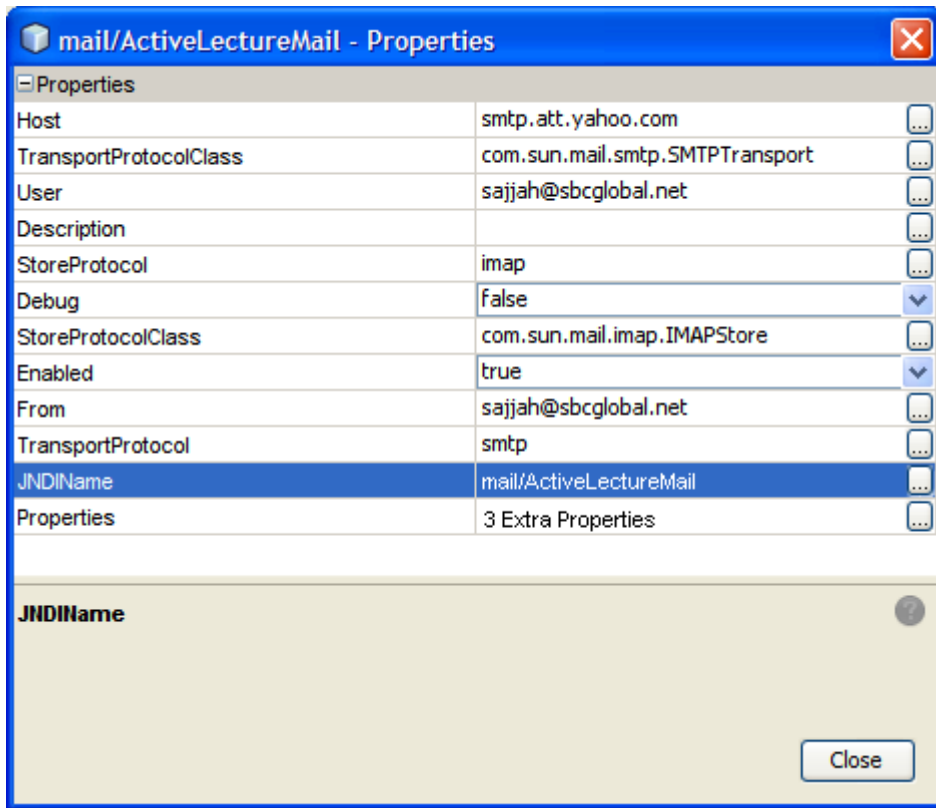 mail/ActiveLectureMail - Properties
Properties
Host smtp.att.yahoo.com ...
TransportProtocolClass com.sun.mail.smtp.SMTPTransport ...
User sajjah@sbcglobal.net ...
Description ...
StoreProtocol imap ...
Debug false
StoreProtocolClass com.sun.mail.imap.IMAPStore ...
Enabled true
From sajjah@sbcglobal.net ...
TransportProtocol smtp ...
JNDIName mail/ActiveLectureMail ...
Properties 3 Extra Properties ...
JNDIName ?
Close